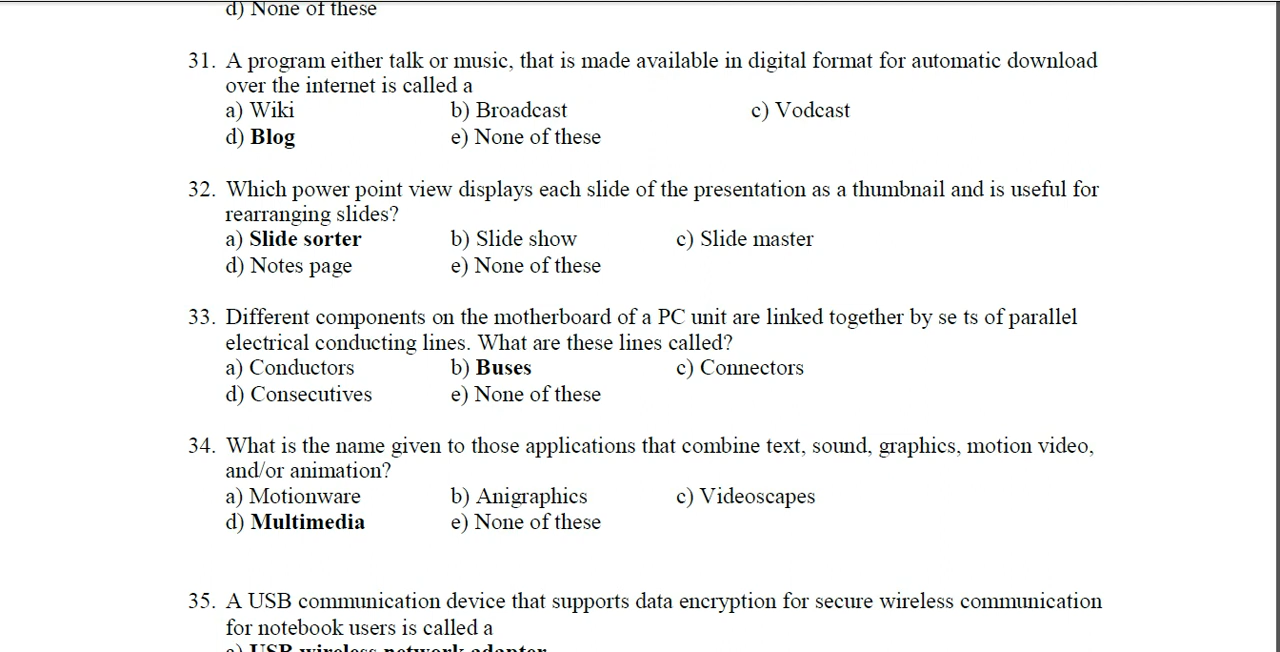 d) None of these
31. A program either talk or music, that is made available in digital format for automatic download
over the internet is called a
a) Wiki b) Broadcast c) Vodcast
d) Blog e) None of these
32. Which power point view displays each slide of the presentation as a thumbnail and is useful for
rearranging slides?
a) Slide sorter b) Slide show c) Slide master
d) Notes page e) None of these
33. Different components on the motherboard of a PC unit are linked together by se ts of parallel
electrical conducting lines. What are these lines called?
a) Conductors b) Buses c) Connectors
d) Consecutives e) None of these
34. What is the name given to those applications that combine text, sound, graphics, motion video,
and/or animation?
a) Motionware b) Anigraphics c) Videoscapes
d) Multimedia e) None of these
35. A USB communication device that supports data encryption for secure wireless communication
for notebook users is called a
a) USB wireless network adapter